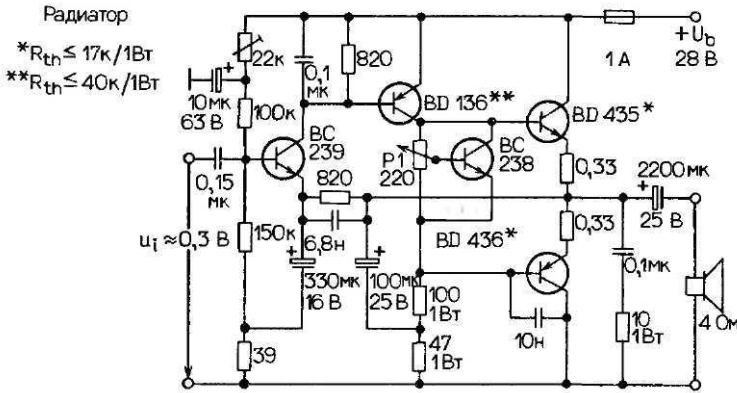 Радиатор
*Rth ≤ 17к/1Вт
**Rth ≤ 40к/1Вт
22к
0,1 мк
820
1А
+Ub
28 В
10мк
63 В
100к
BD 136**
BD 435*
BC
239
P1
220
BC
238
0,33
2200мк
25 В
0,15
мк
820
0,33
ui ≈ 0,3 В
150к
6,8н
BD 436*
330мк
16 В
100мк
25 В
100
1Вт
0,1мк
4 Ом
10н
10
1Вт
39
47
1Вт